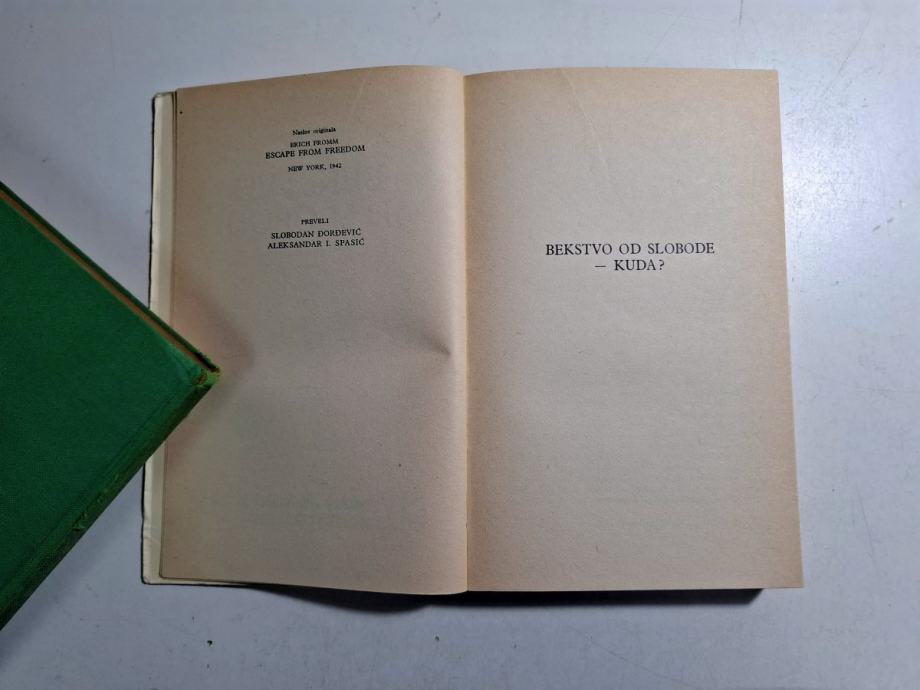 Naslov originala
ERICH FROMM
ESCAPE FROM FREEDOM
NEW YORK, 1942
PREVELI
SLOBODAN ĐORĐEVIĆ
ALEKSANDAR I. SPASIĆ
BEKSTVO OD SLOBODE
— KUDA?